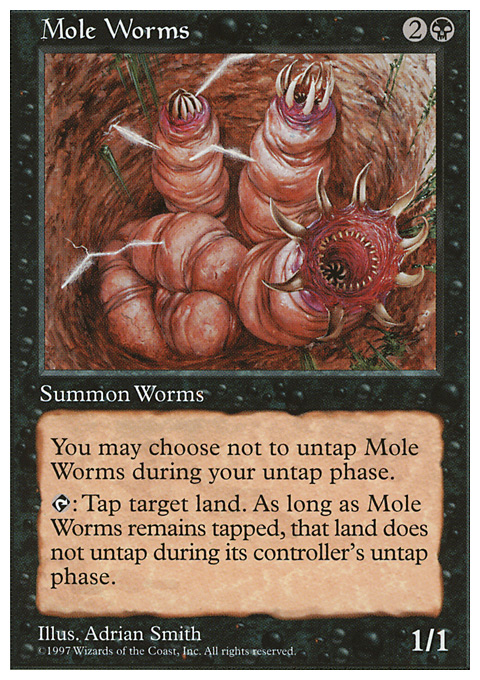 Mole Worms 2
Summon Worms
You may choose not to untap Mole
Worms during your untap phase.
: Tap target land. As long as Mole
Worms remains tapped, that land does
not untap during its controller's untap
phase.
Illus. Adrian Smith
©1997 Wizards of the Coast, Inc. All rights reserved.
1/1